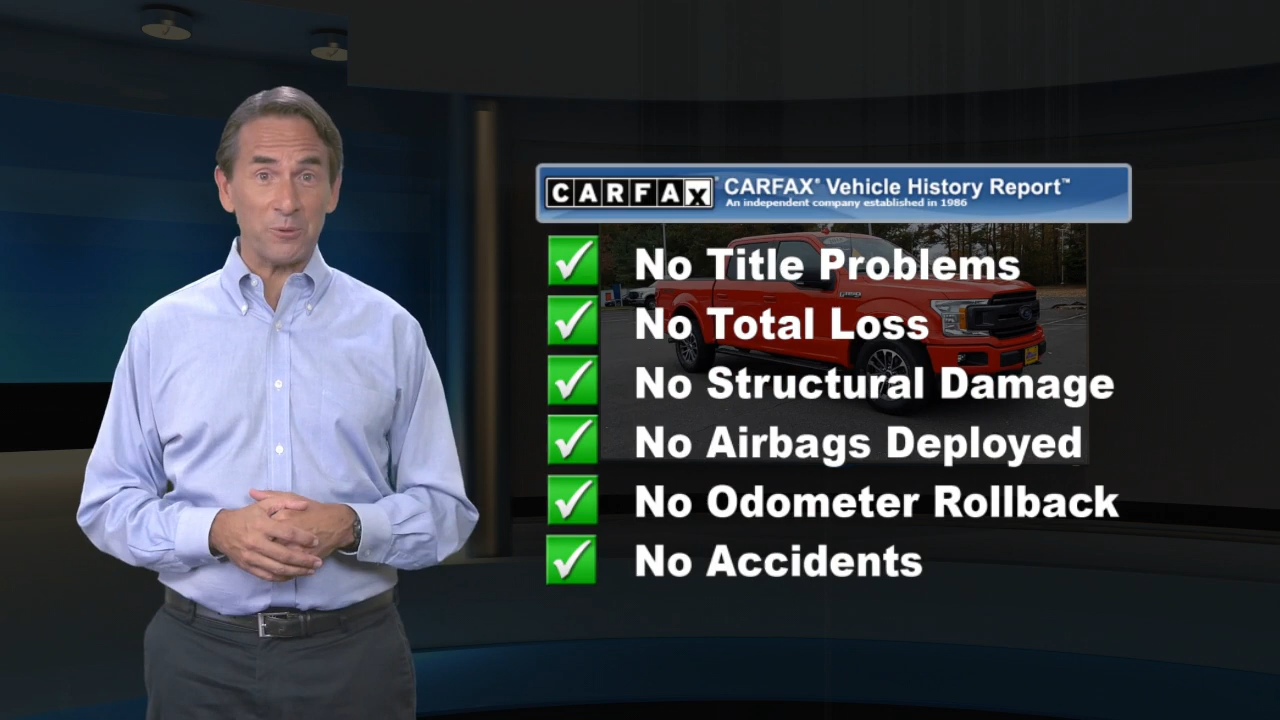 CARFAX
CARFAX® Vehicle History Report™
An independent company established in 1986
No Title Problems
No Total Loss
No Structural Damage
No Airbags Deployed
No Odometer Rollback
No Accidents